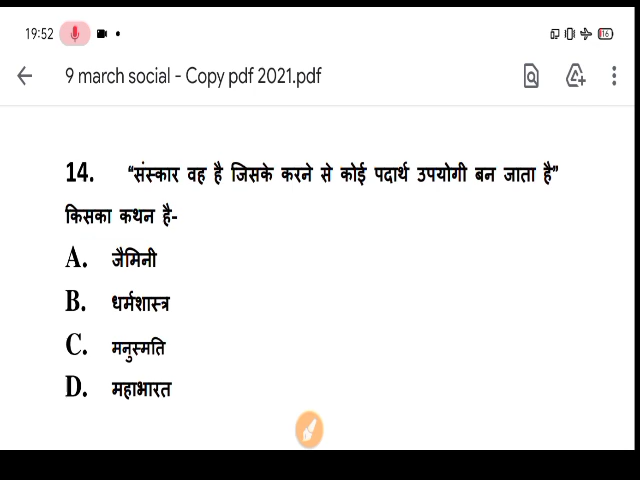 19:52 16
9 march social - Copy pdf 2021.pdf
14. “संस्कार वह है जिसके करने से कोई पदार्थ उपयोगी बन जाता है”
किसका कथन है-
A. जैमिनी
B. धर्मशास्त्र
C. मनुस्मति
D. महाभारत